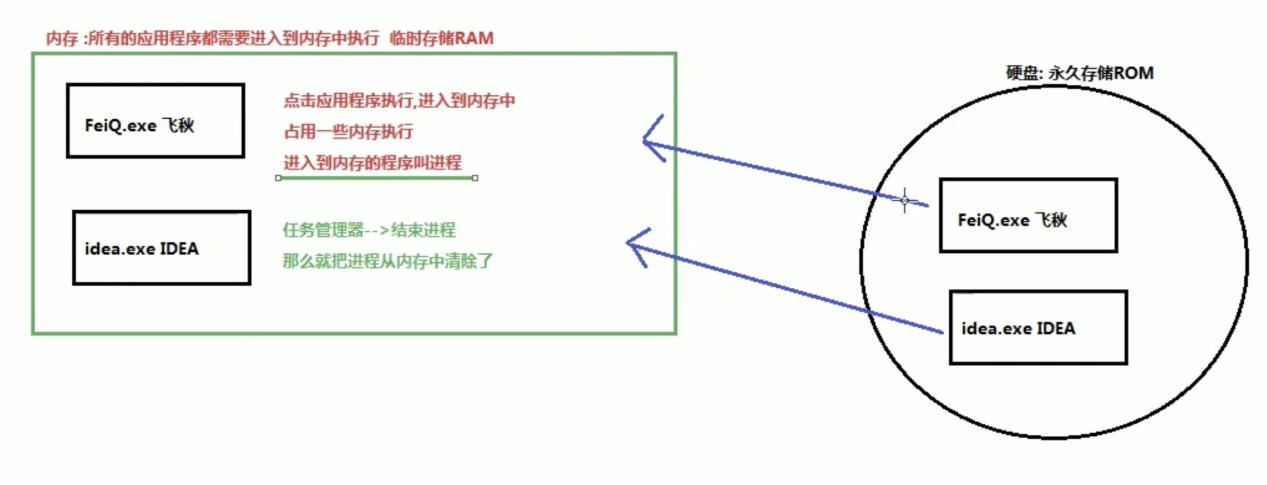 内存 :所有的应用程序都需要进入到内存中执行  临时存储RAM
硬盘: 永久存储ROM
FeiQ.exe 飞秋
点击应用程序执行,进入到内存中
占用一些内存执行
进入到内存的程序叫进程
idea.exe IDEA
任务管理器-->结束进程
那么就把进程从内存中清除了
FeiQ.exe 飞秋
idea.exe IDEA